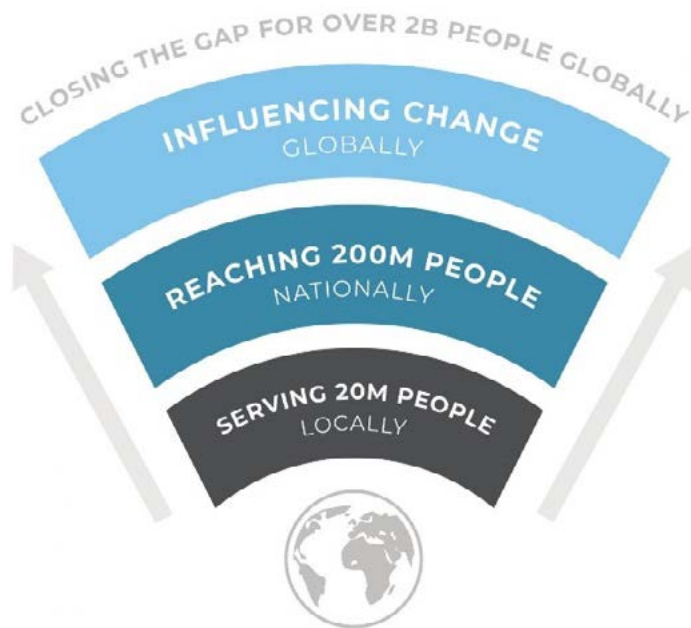 CLOSING THE GAP FOR OVER 2B PEOPLE GLOBALLY
INFLUENCING CHANGE
GLOBALLY
REACHING 200M PEOPLE
NATIONALLY
SERVING 20M PEOPLE
LOCALLY